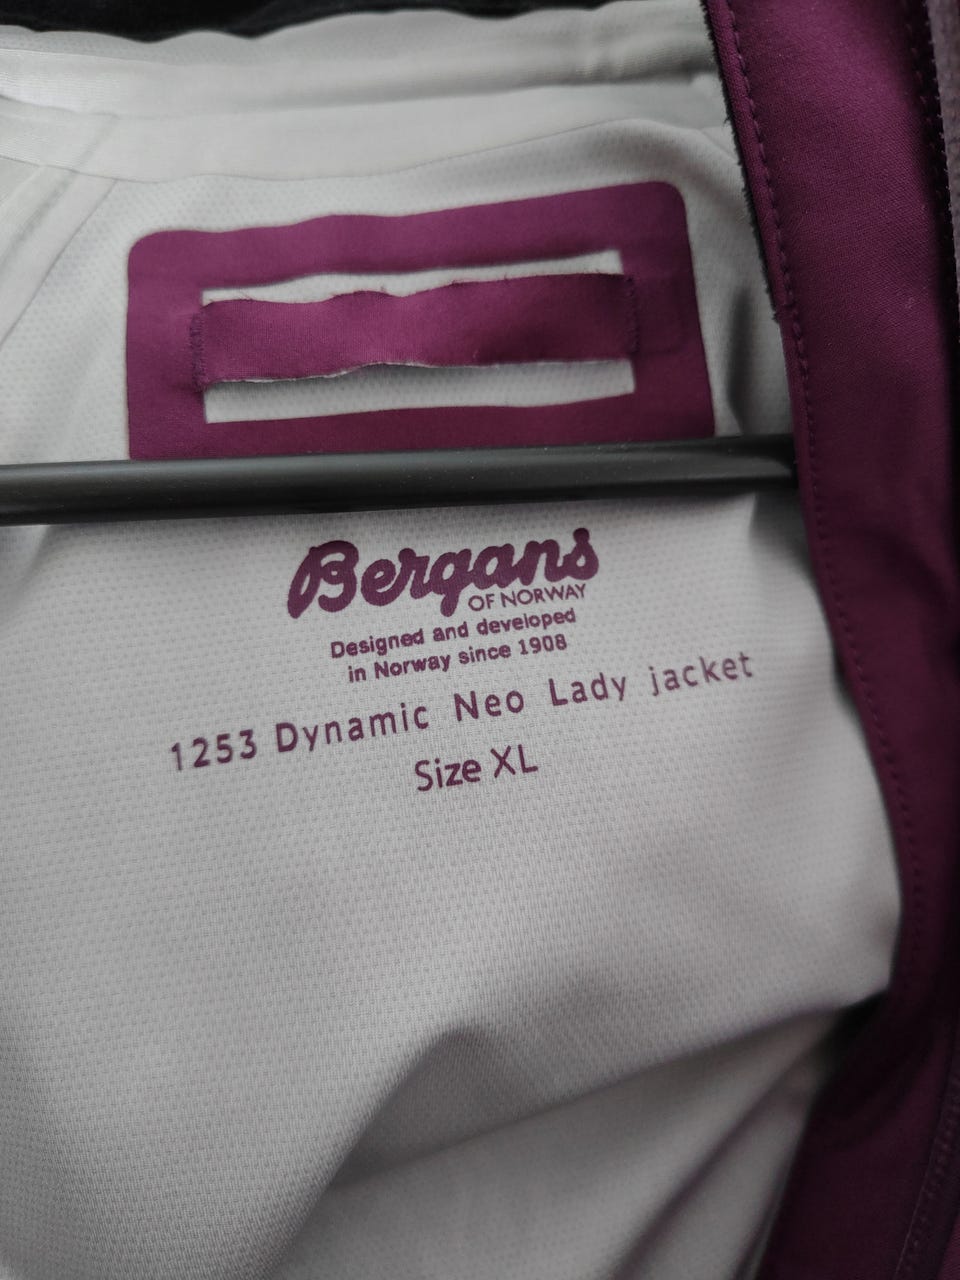 Bergans
OF NORWAY
Designed and developed
in Norway since 1908
1253 Dynamic Neo Lady jacket
Size XL